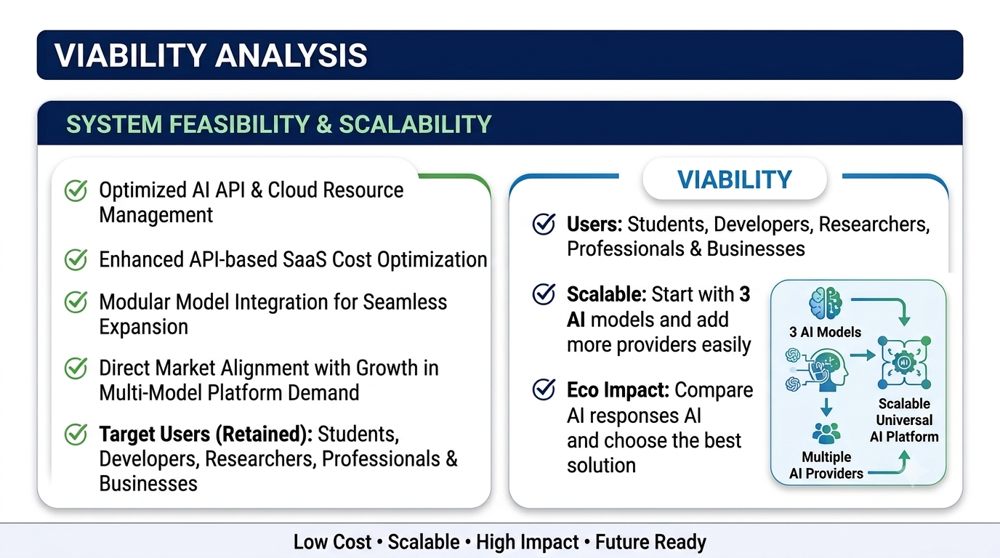 VIABILITY ANALYSIS
SYSTEM FEASIBILITY & SCALABILITY
Optimized AI API & Cloud Resource
Management
Enhanced API-based SaaS Cost Optimization
Modular Model Integration for Seamless
Expansion
Direct Market Alignment with Growth in
Multi-Model Platform Demand
Target Users (Retained): Students,
Developers, Researchers, Professionals &
Businesses
VIABILITY
Users: Students, Developers, Researchers,
Professionals & Businesses
Scalable: Start with 3
AI models and add
more providers easily
Eco Impact: Compare
AI responses AI
and choose the best
solution
3 AI Models
Scalable
Universal
AI Platform
Multiple
AI Providers
Low Cost • Scalable • High Impact • Future Ready